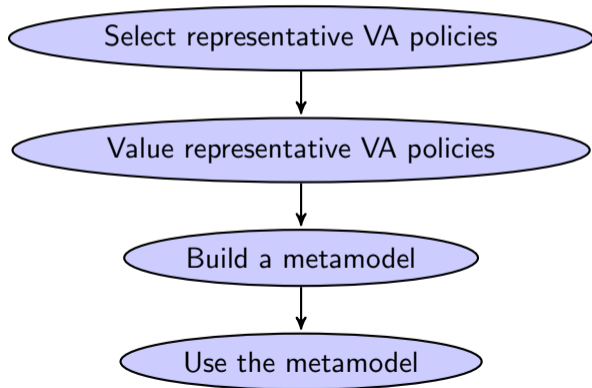 Select representative VA policies
Value representative VA policies
Build a metamodel
Use the metamodel